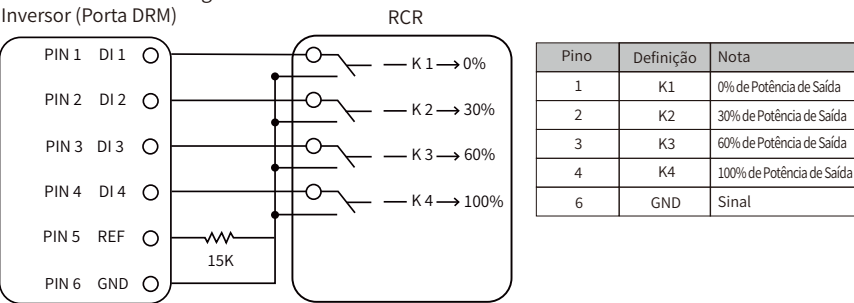 Inversor (Porta DRM)
RCR
PIN 1 DI 1
K 1 → 0%
PIN 2 DI 2
K 2 → 30%
PIN 3 DI 3
K 3 → 60%
PIN 4 DI 4
K 4 → 100%
PIN 5 REF
15K
PIN 6 GND
Pino Definição Nota
1 K1 0% de Potência de Saída
2 K2 30% de Potência de Saída
3 K3 60% de Potência de Saída
4 K4 100% de Potência de Saída
6 GND Sinal